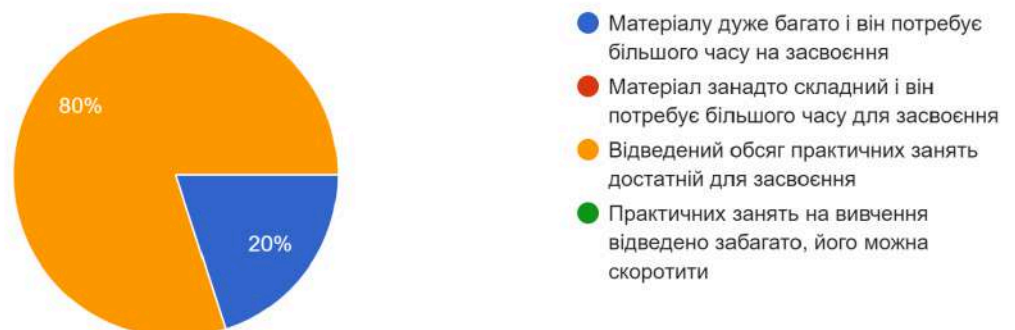 80%
20%
Матеріалу дуже багато і він потребує
більшого часу на засвоєння
Матеріал занадто складний і він
потребує більшого часу для засвоєння
Відведений обсяг практичних занять
достатній для засвоєння
Практичних занять на вивчення
відведено забагато, його можна
скоротити